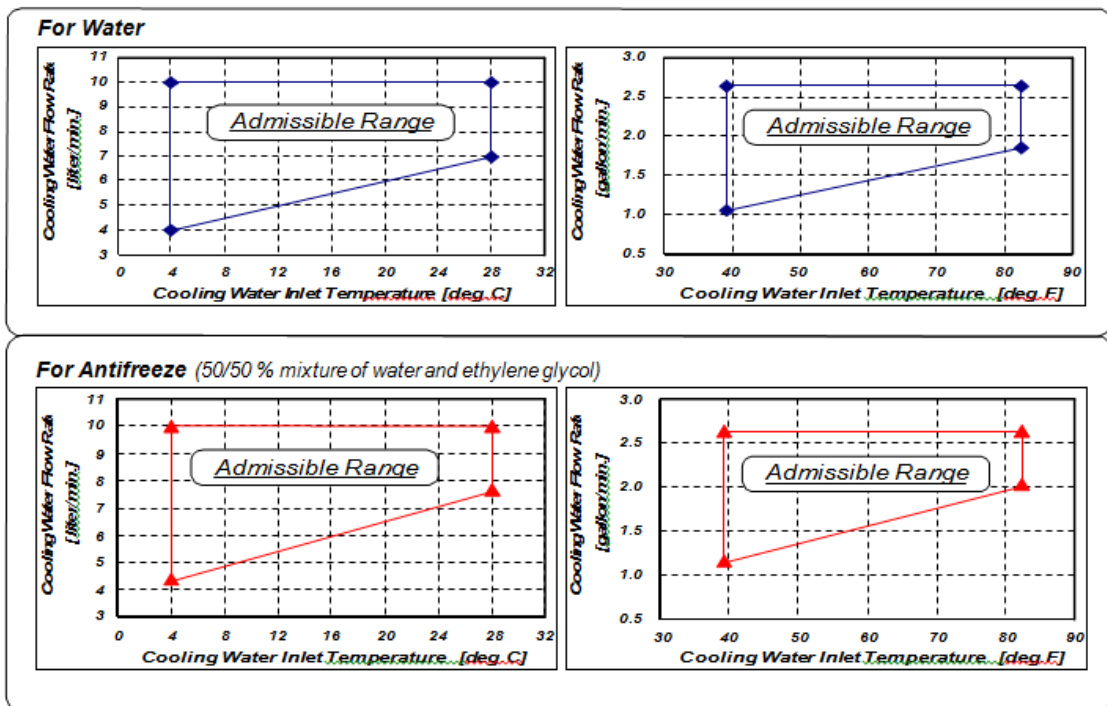 For Water
Cooling Water Flow Rate
[liter/min.]
11
10
9
8
7
6
5
4
3
Admissible Range
0 4 8 12 16 20 24 28 32
Cooling Water Inlet Temperature [deg.C]
Cooling Water Flow Rate
[gallon/min.]
3.0
2.5
2.0
1.5
1.0
0.5
Admissible Range
30 40 50 60 70 80 90
Cooling Water Inlet Temperature [deg.F]
For Antifreeze (50/50 % mixture of water and ethylene glycol)
Cooling Water Flow Rate
[liter/min.]
11
10
9
8
7
6
5
4
3
Admissible Range
0 4 8 12 16 20 24 28 32
Cooling Water Inlet Temperature [deg.C]
Cooling Water Flow Rate
[gallon/min.]
3.0
2.5
2.0
1.5
1.0
0.5
Admissible Range
30 40 50 60 70 80 90
Cooling Water Inlet Temperature [deg.F]